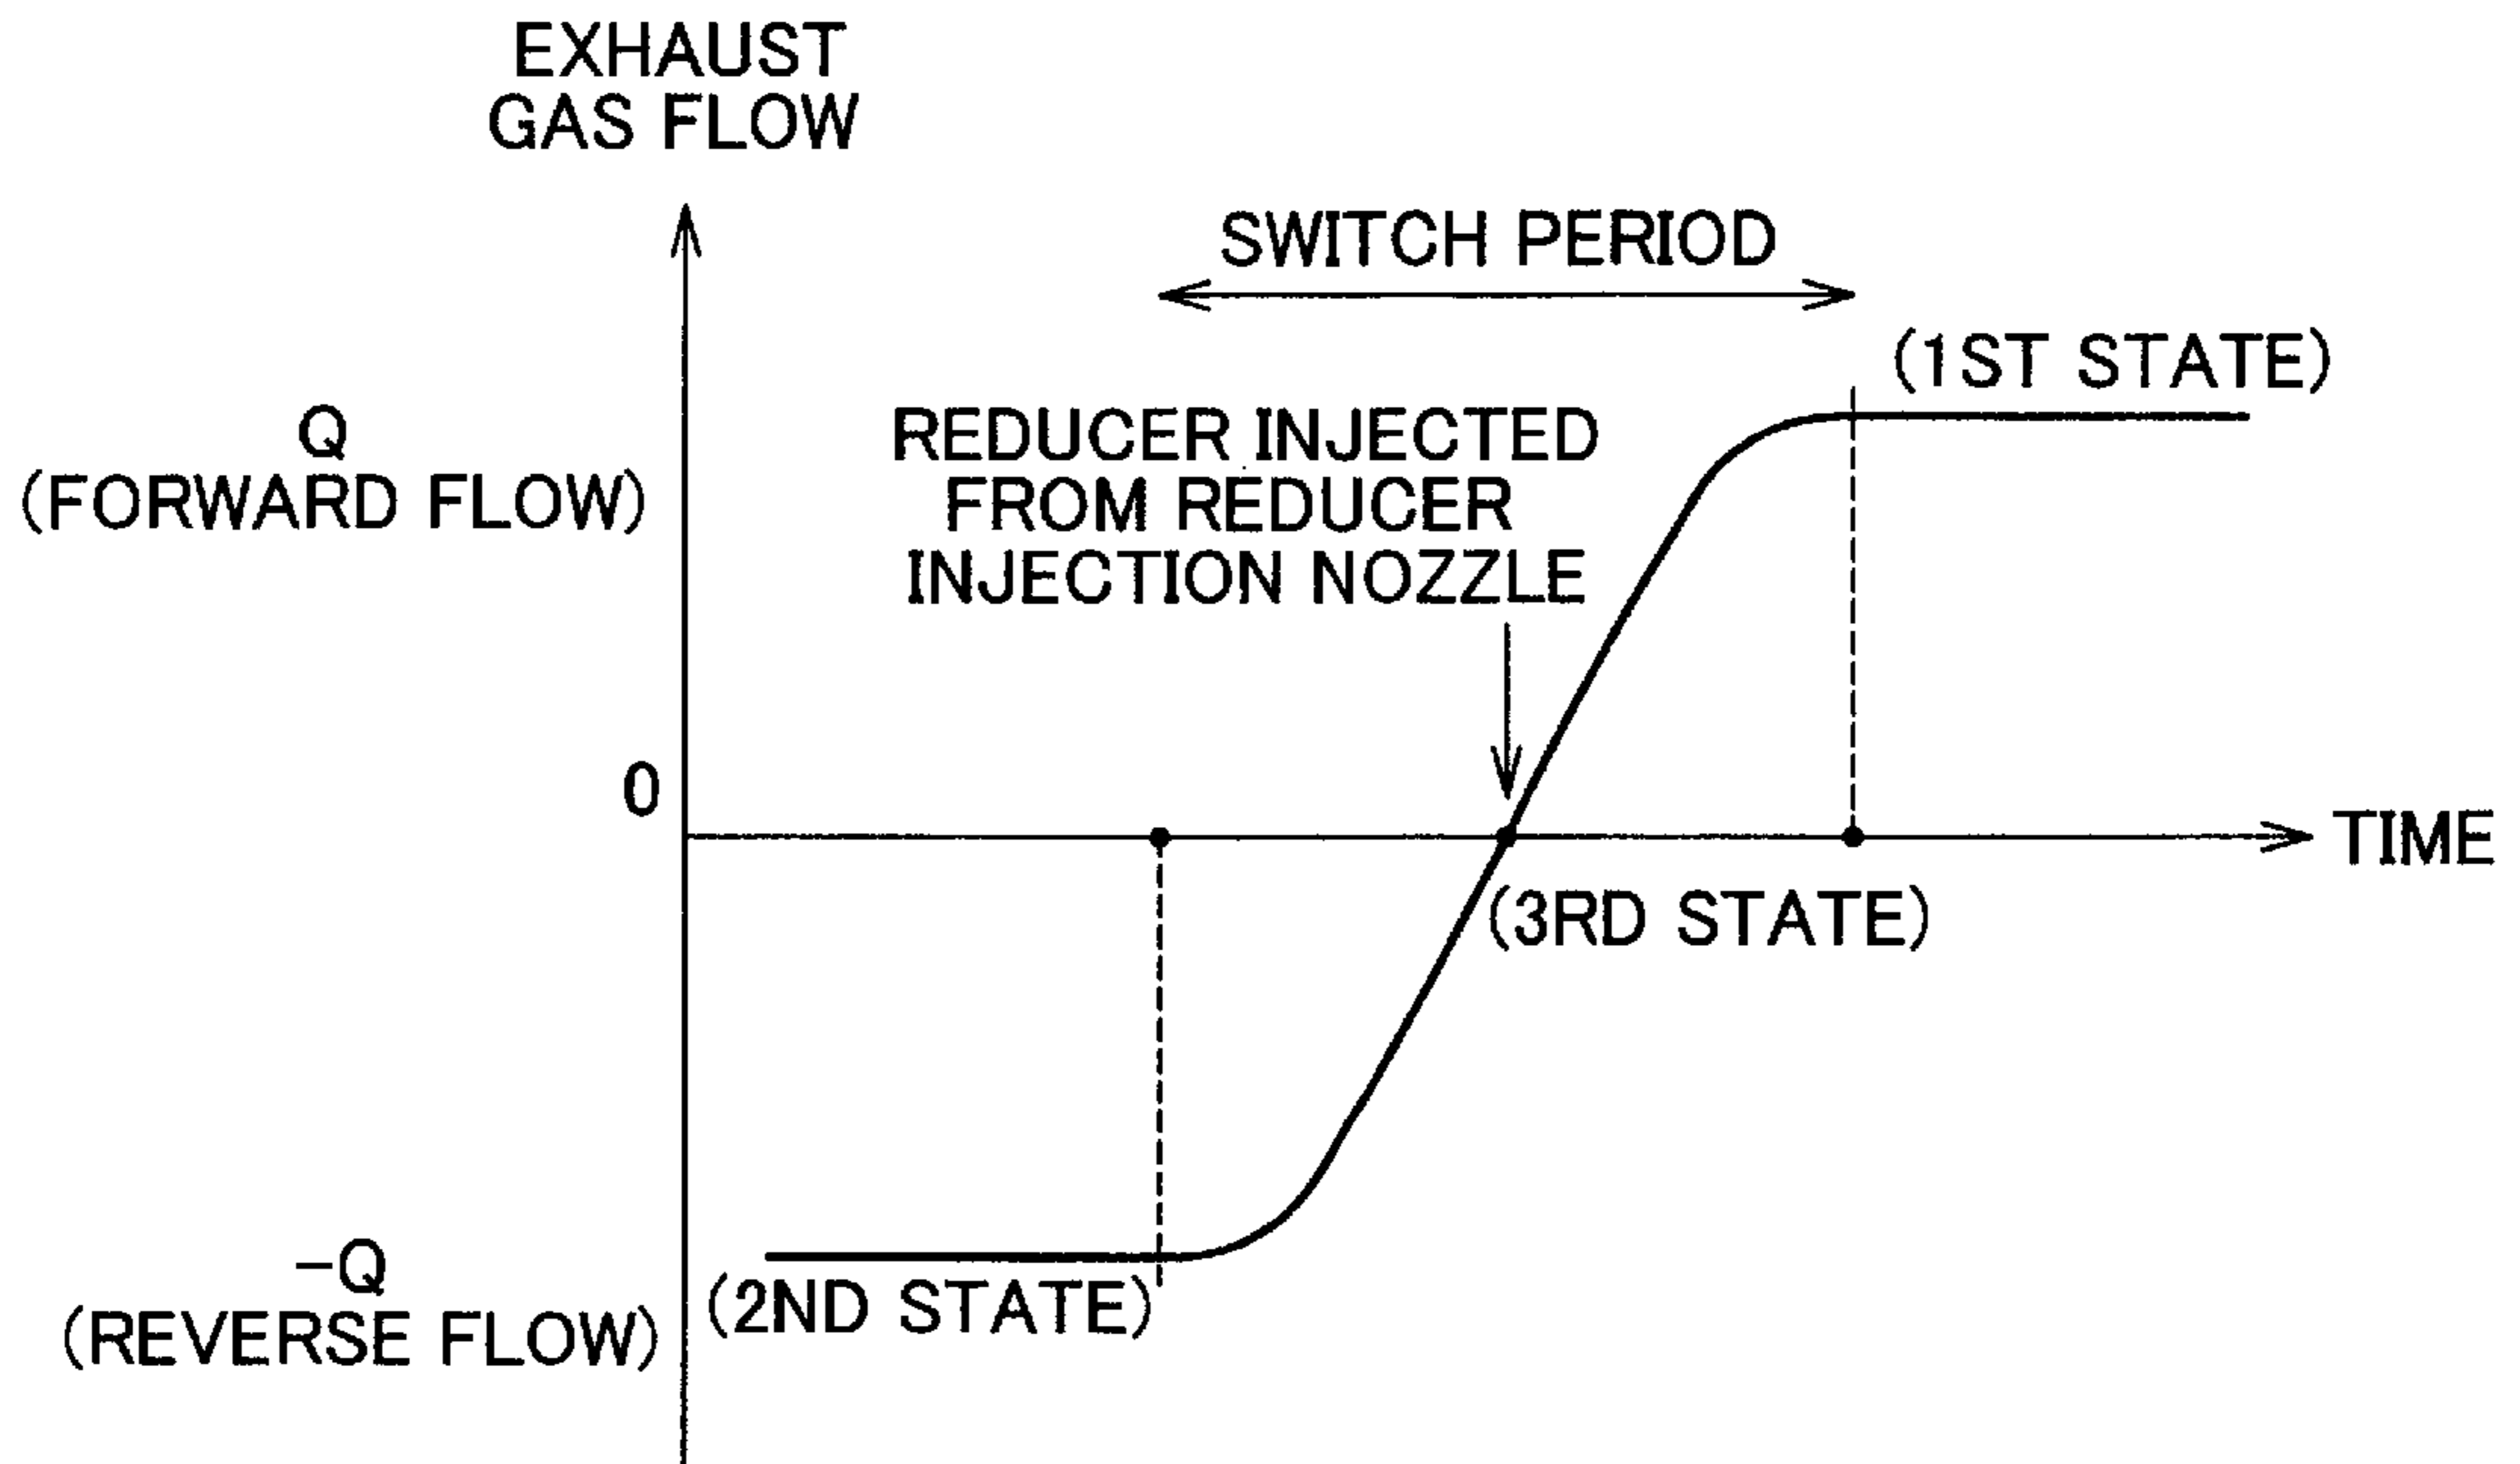 EXHAUST
GAS FLOW
SWITCH PERIOD
(1ST STATE)
Q
(FORWARD FLOW)
REDUCER INJECTED
FROM REDUCER
INJECTION NOZZLE
0
TIME
(3RD STATE)
-Q
(REVERSE FLOW)
(2ND STATE)